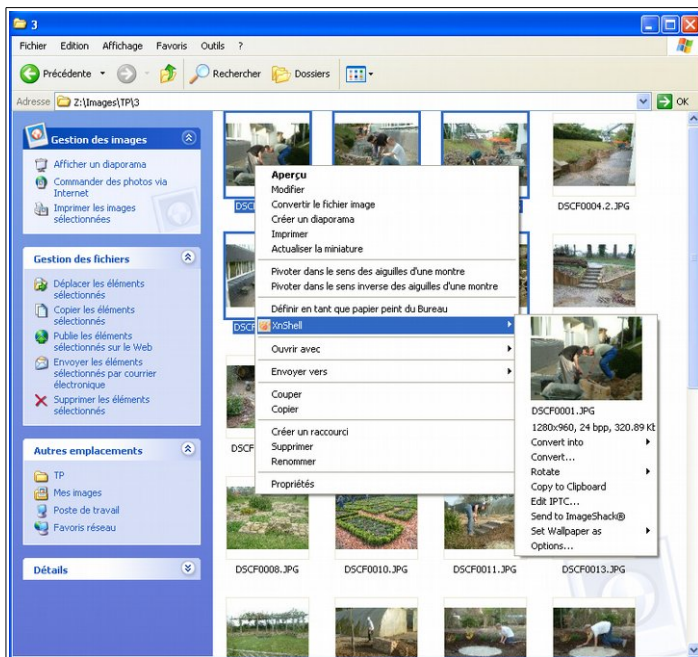 3
Fichier Edition Affichage Favoris Outils ?
Précédente Rechercher Dossiers
Adresse Z:\Images\TP\3 OK
Gestion des images
Afficher un diaporama
Commander des photos via
Internet
Imprimer les images
sélectionnées
Gestion des fichiers
Déplacer les éléments
sélectionnés
Copier les éléments
sélectionnés
Publie les éléments
sélectionnés sur le Web
Envoyer les éléments
sélectionnés par courrier
électronique
Supprimer les éléments
sélectionnés
Autres emplacements
TP
Mes images
Poste de travail
Favoris réseau
Détails
DSCF0004.2.JPG
Aperçu
Modifier
Convertir le fichier image
Créer un diaporama
Imprimer
Actualiser la miniature
Pivoter dans le sens des aiguilles d'une montre
Pivoter dans le sens inverse des aiguilles d'une montre
Définir en tant que papier peint du Bureau
XnShell
Ouvrir avec
Envoyer vers
Couper
Copier
Créer un raccourci
Supprimer
Renommer
Propriétés
DSCF0001.JPG
1280x960, 24 bpp, 320.89 Kb
Convert into
Convert...
Rotate
Copy to Clipboard
Edit IPTC...
Send to ImageShack®
Set Wallpaper as
Options...
DSCF0008.JPG DSCF0010.JPG DSCF0011.JPG DSCF0013.JPG